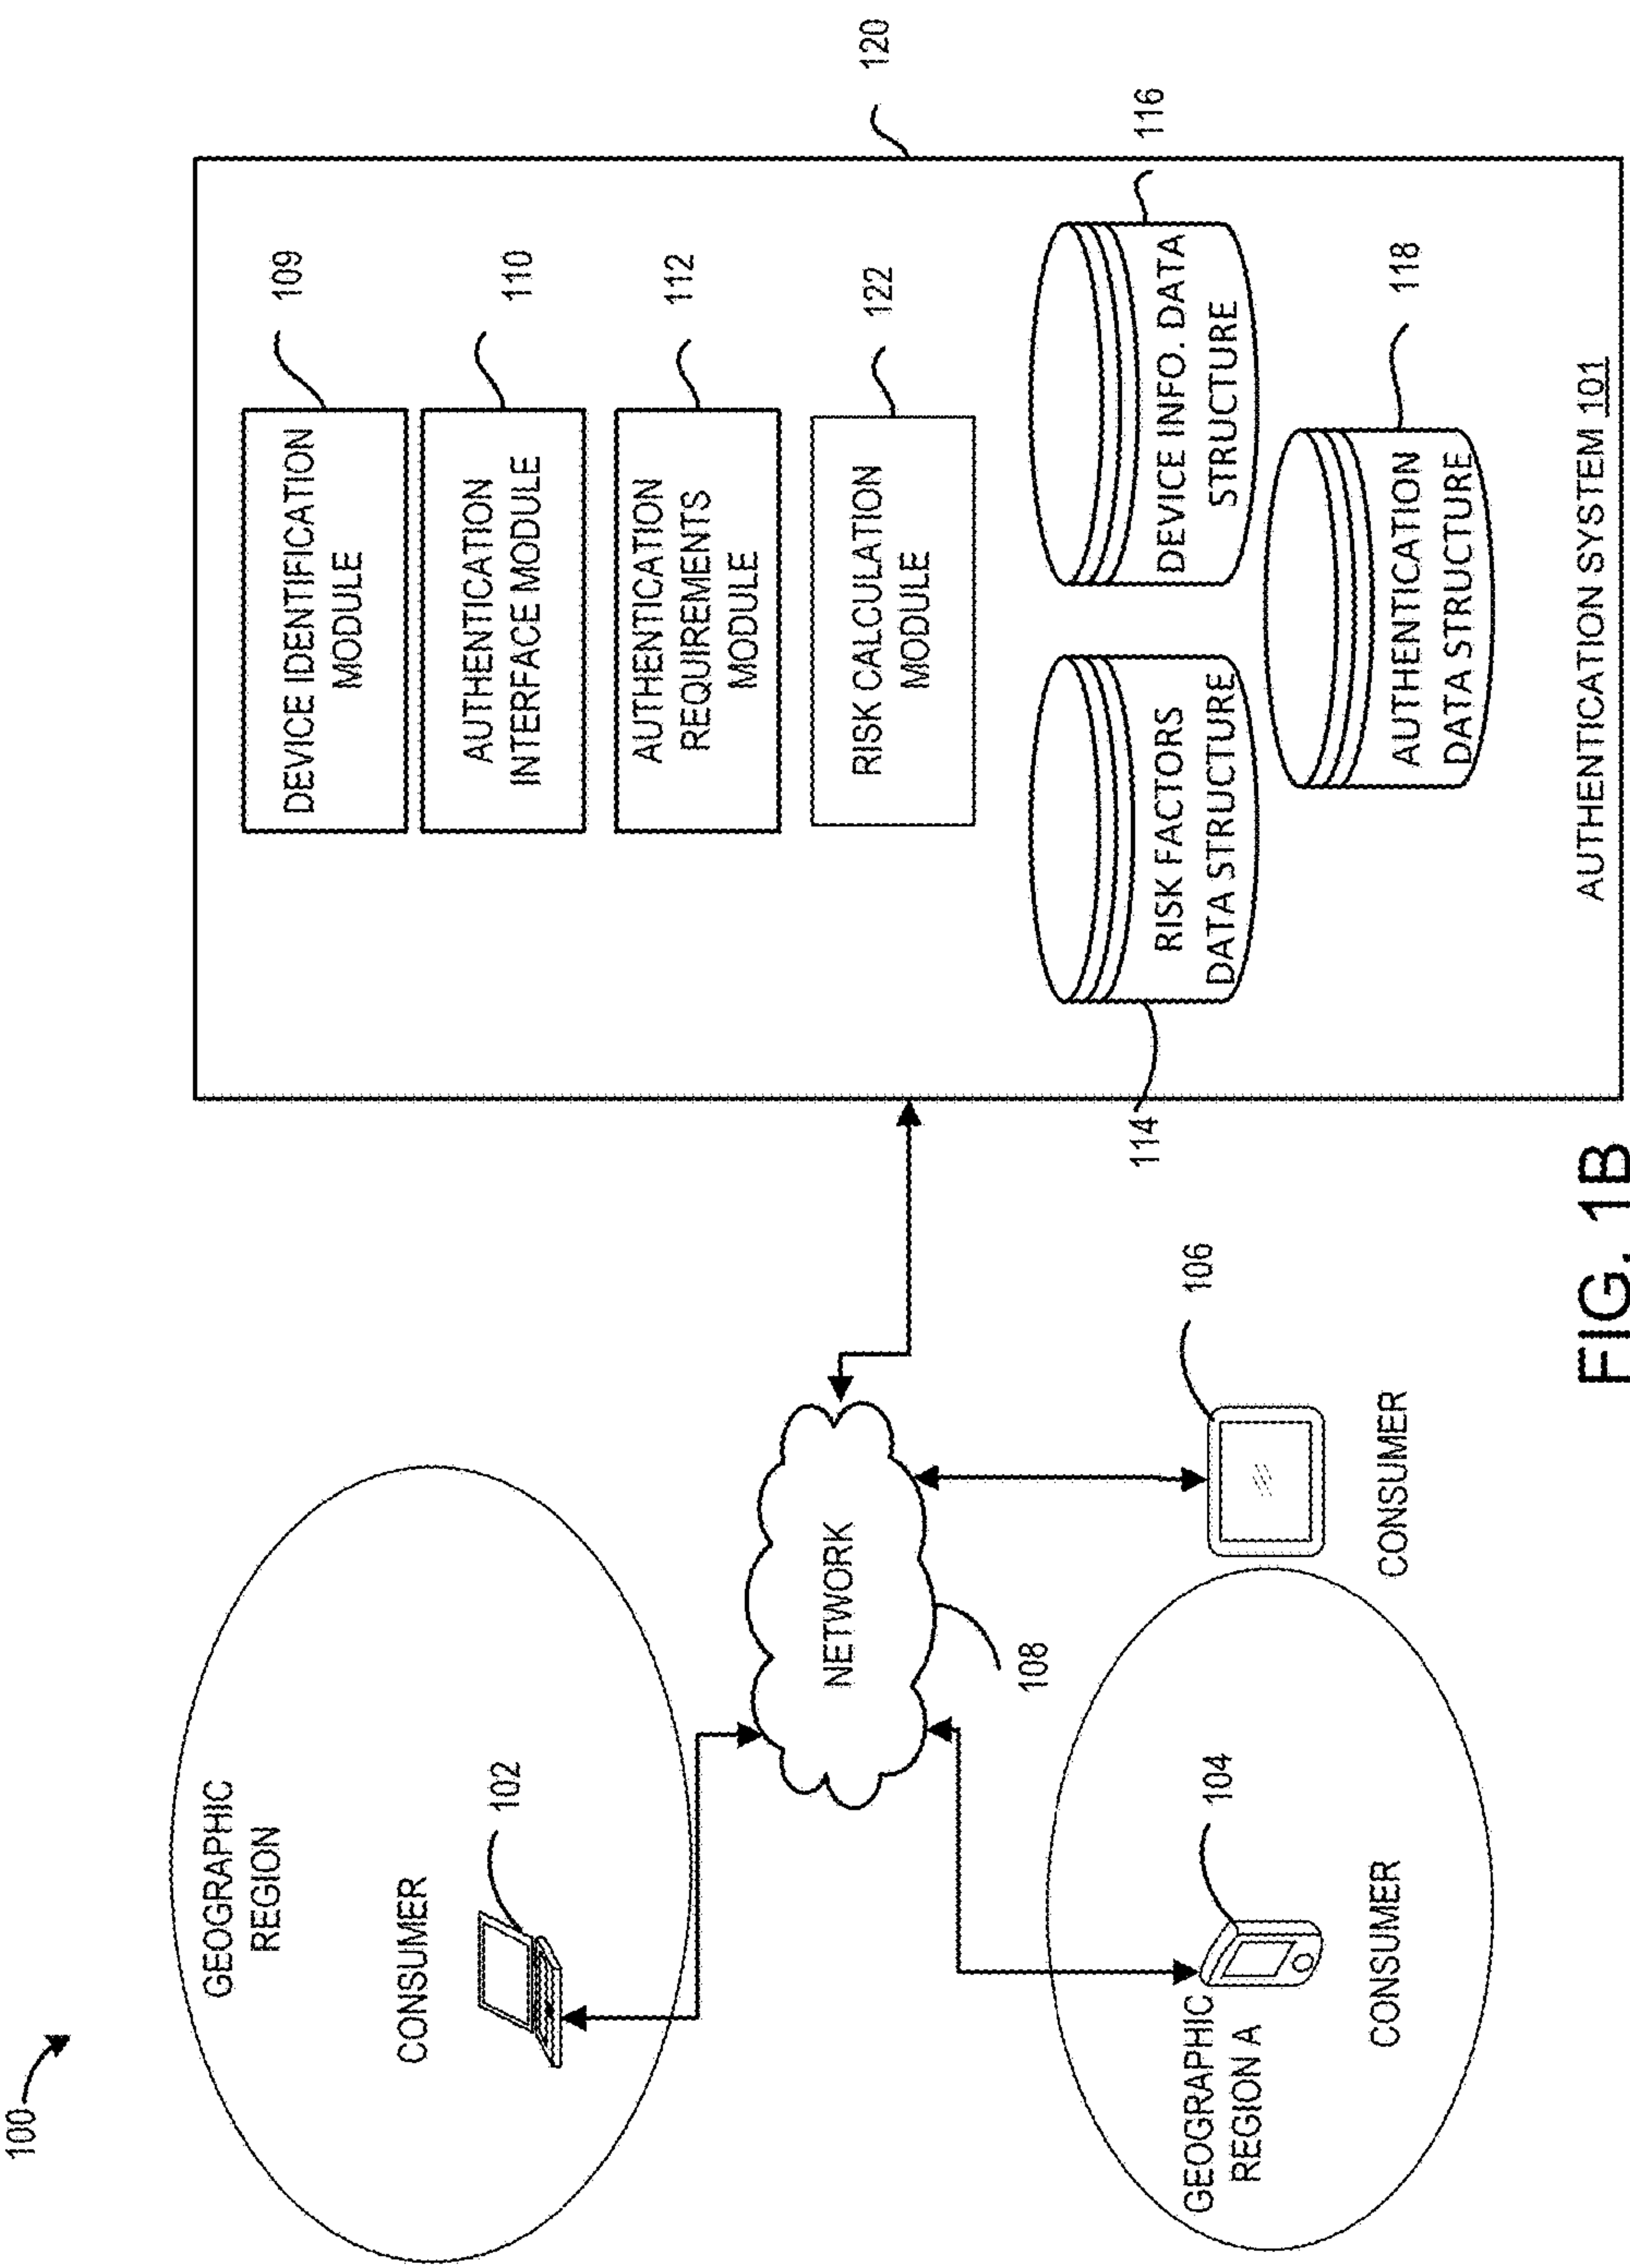 100
GEOGRAPHIC
REGION
CONSUMER
102
GEOGRAPHIC
REGION A
104
CONSUMER
NETWORK
108
106
CONSUMER
DEVICE IDENTIFICATION
MODULE
109
AUTHENTICATION
INTERFACE MODULE
110
AUTHENTICATION
REQUIREMENTS
MODULE
112
RISK CALCULATION
MODULE
122
120
RISK FACTORS
DATA STRUCTURE
114
DEVICE INFO. DATA
STRUCTURE
116
AUTHENTICATION
DATA STRUCTURE
118
AUTHENTICATION SYSTEM 101
FIG. 1B